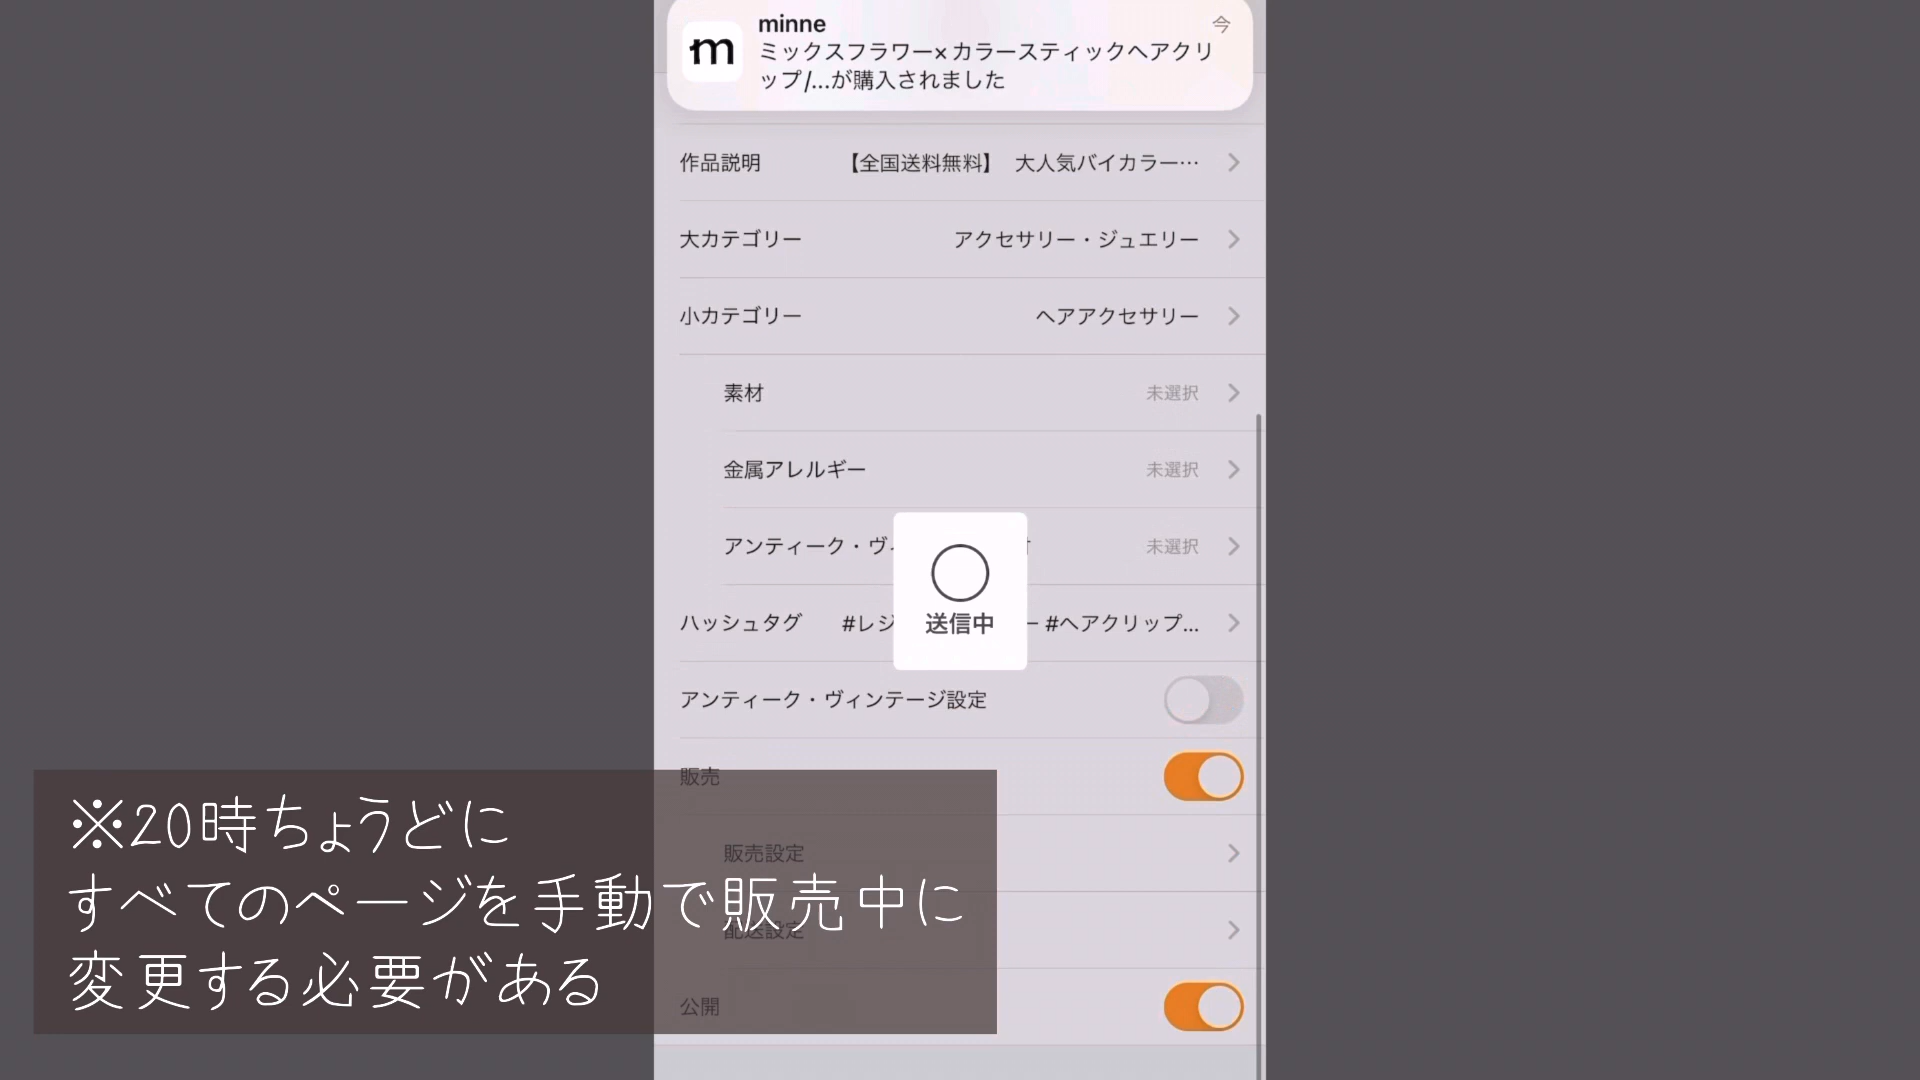 m
minne
今
ミックスフラワー×カラースティックヘアクリ
ップ/...が購入されました
作品説明 【全国送料無料】 大人気バイカラー…
大カテゴリー アクセサリー・ジュエリー
小カテゴリー ヘアアクセサリー
素材 未選択
金属アレルギー 未選択
アンティーク・ヴ 未選択
送信中
ハッシュタグ #レジ ー #ヘアクリップ...
アンティーク・ヴィンテージ設定
販売
販売設定
配送設定
公開
※20時ちょうどに
すべてのページを手動で販売中に
変更する必要がある